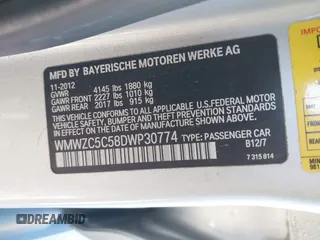 MFD BY BAYERISCHE MOTOREN WERKE AG
11-2012
GVWR 4145 lbs 1880 kg
GAWR FRONT 2227 lbs 1010 kg
GAWR REAR 2017 lbs 915 kg
THIS VEHICLE CONFORMS TO ALL APPLICABLE
U.S. FEDERAL MOTOR VEHICLE SAFETY,
BUMPER, AND THEFT PREVENTION STANDARDS
IN EFFECT ON THE DATE OF MANUFACTURE
SHOWN ABOVE.
WMWZC5C58DWP30774 TYPE: PASSENGER CAR
B12/7
7 315 814
DREAMBID